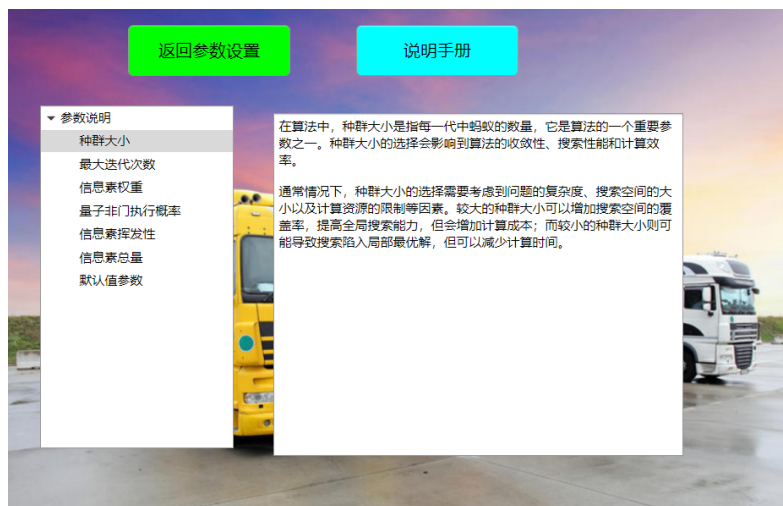 返回参数设置
说明手册
参数说明
种群大小
最大迭代次数
信息素权重
量子非门执行概率
信息素挥发性
信息素总量
默认值参数
在算法中，种群大小是指每一代中蚂蚁的数量，它是算法的一个重要参
数之一。种群大小的选择会影响到算法的收敛性、搜索性能和计算效
率。
通常情况下，种群大小的选择需要考虑到问题的复杂度、搜索空间的大
小以及计算资源的限制等因素。较大的种群大小可以增加搜索空间的覆
盖率，提高全局搜索能力，但会增加计算成本；而较小的种群大小则可
能导致搜索陷入局部最优解，但可以减少计算时间。